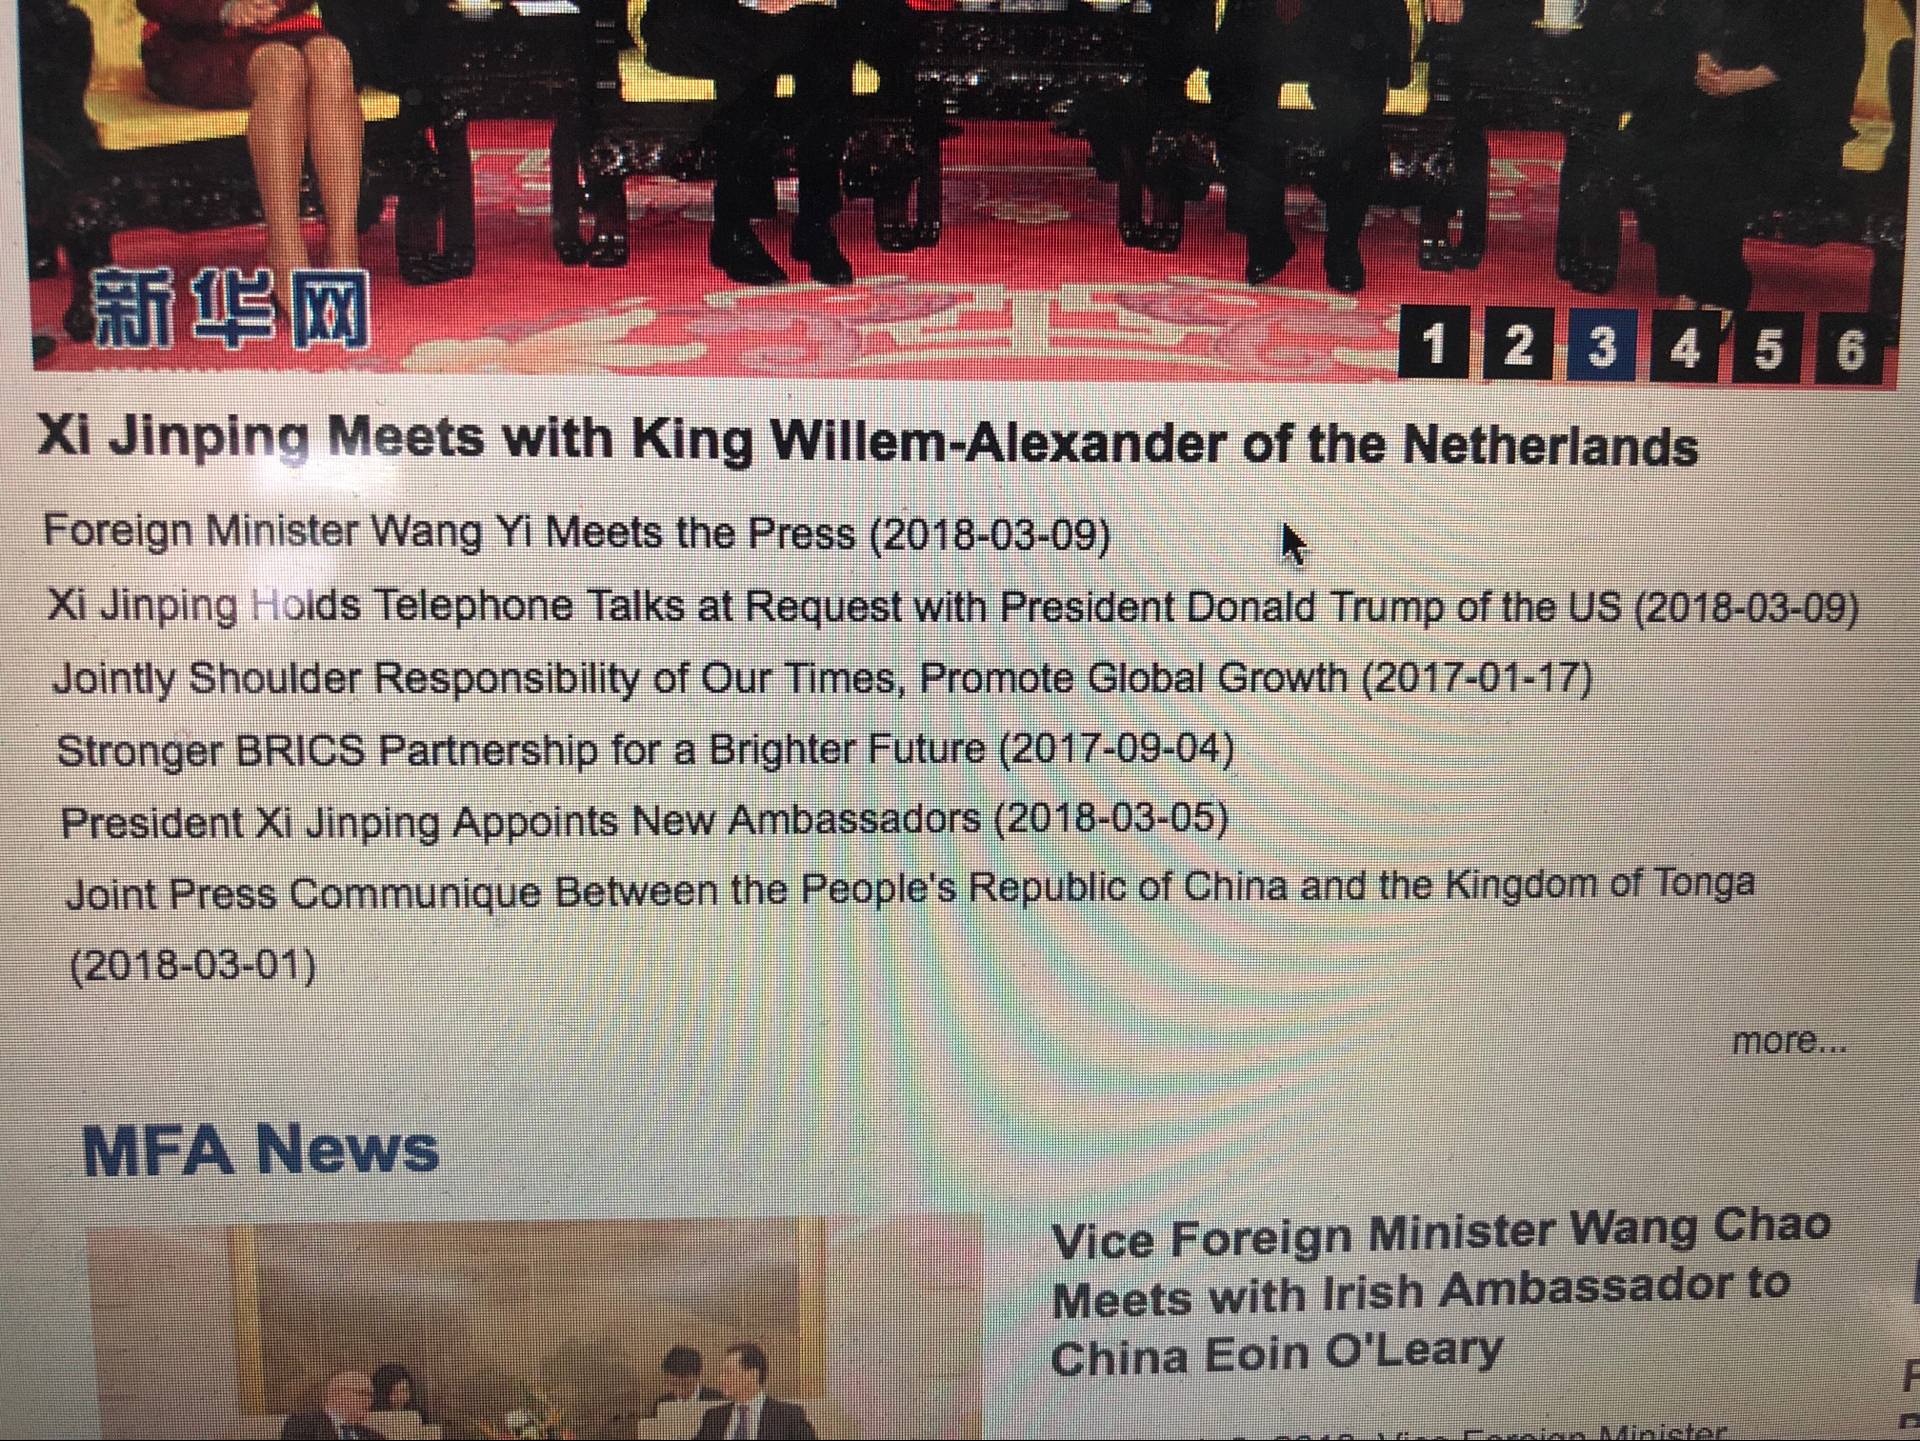 新华网
1 2 3 4 5 6
Xi Jinping Meets with King Willem-Alexander of the Netherlands
Foreign Minister Wang Yi Meets the Press (2018-03-09)
Xi Jinping Holds Telephone Talks at Request with President Donald Trump of the US (2018-03-09)
Jointly Shoulder Responsibility of Our Times, Promote Global Growth (2017-01-17)
Stronger BRICS Partnership for a Brighter Future (2017-09-04)
President Xi Jinping Appoints New Ambassadors (2018-03-05)
Joint Press Communique Between the People's Republic of China and the Kingdom of Tonga
(2018-03-01)
more...
MFA News
Vice Foreign Minister Wang Chao
Meets with Irish Ambassador to
China Eoin O'Leary
2018, Vice Foreign Minister